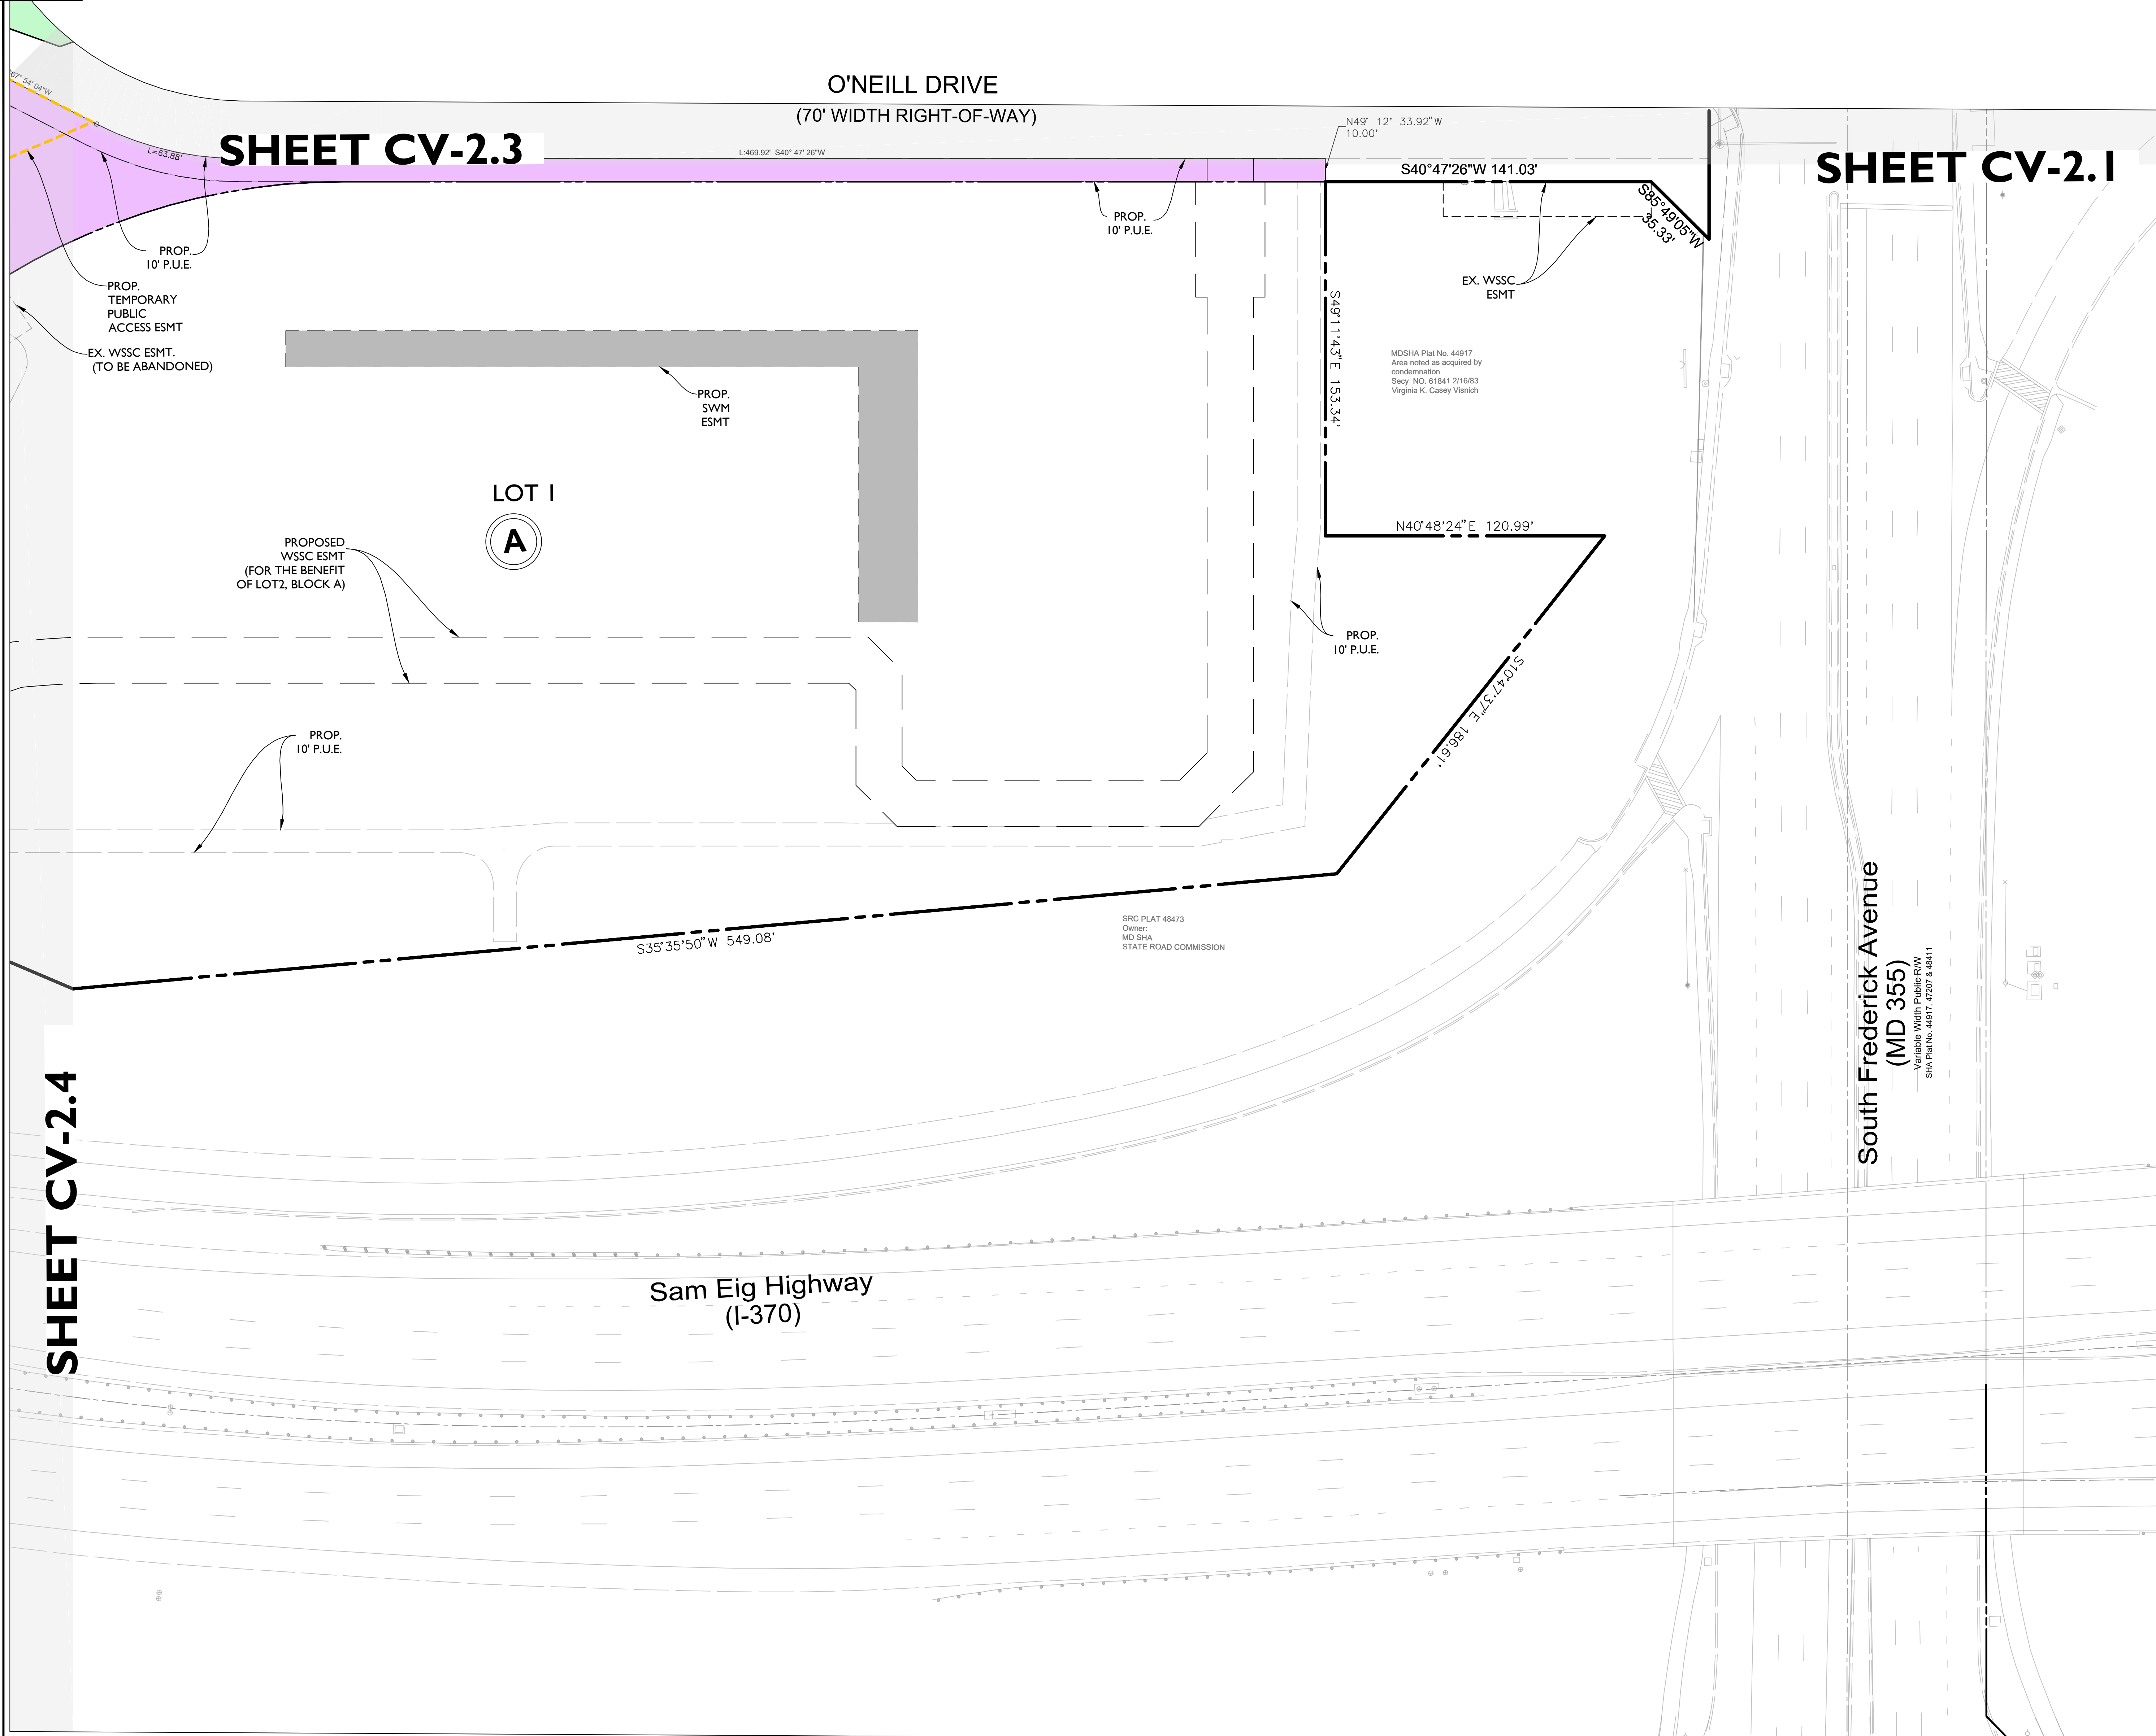 O'NEILL DRIVE
(70' WIDTH RIGHT-OF-WAY)
SHEET CV-2.3
SHEET CV-2.1
67° 54' 04"W
L=63.88'
L:469.92' S40° 47' 26"W
N49° 12' 33.92"W
10.00'
S40°47'26"W 141.03'
S85°49'05"W
35.33'
PROP.
10' P.U.E.
PROP.
10' P.U.E.
PROP.
TEMPORARY
PUBLIC
ACCESS ESMT
EX. WSSC ESMT.
(TO BE ABANDONED)
EX. WSSC
ESMT
S49°11'43"E 153.34'
MDSHA Plat No. 44917
Area noted as acquired by
condemnation
Secy NO. 61841 2/16/83
Virginia K. Casey Visnich
PROP.
SWM
ESMT
LOT 1
A
PROPOSED
WSSC ESMT
(FOR THE BENEFIT
OF LOT2, BLOCK A)
N40°48'24"E 120.99'
PROP.
10' P.U.E.
S10°47'37"E 186.61'
PROP.
10' P.U.E.
S35°35'50"W 549.08'
SRC PLAT 48473
Owner:
MD SHA
STATE ROAD COMMISSION
South Frederick Avenue
(MD 355)
Variable Width Public R/W
SHA Plat No. 44917, 47207 & 48411
SHEET CV-2.4
Sam Eig Highway
(I-370)